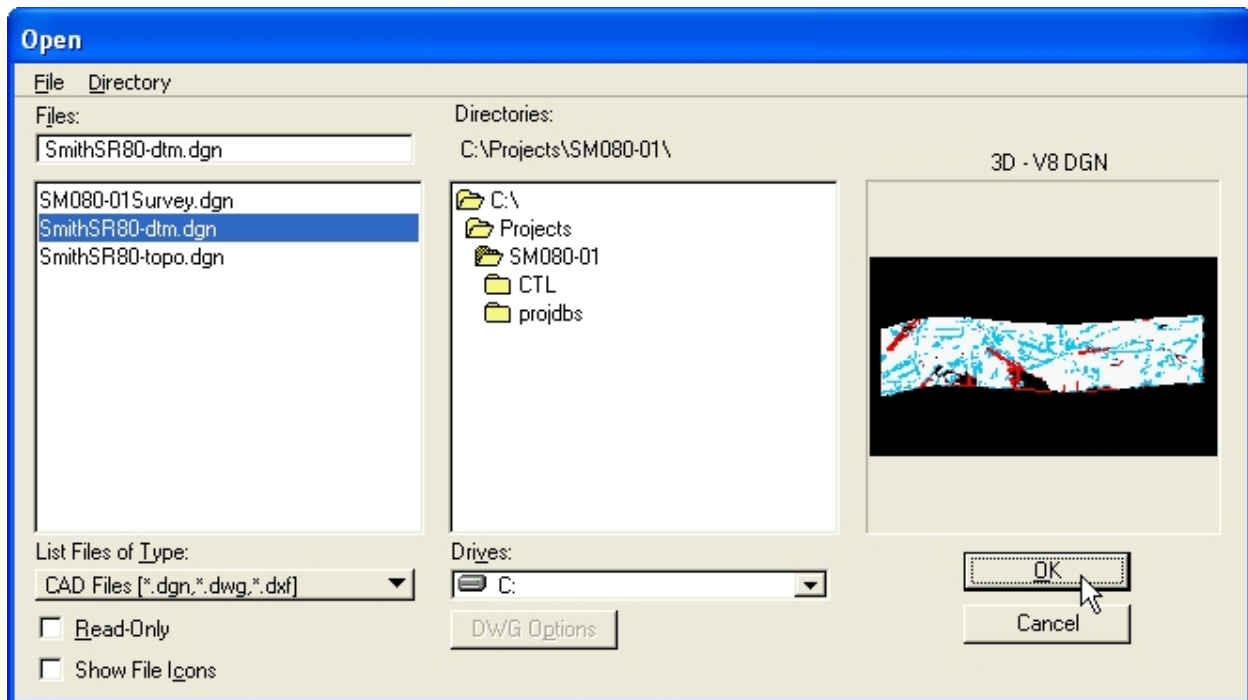 Open
File Directory
Files:
SmithSR80-dtm.dgn
SM080-01Survey.dgn
SmithSR80-dtm.dgn
SmithSR80-topo.dgn
List Files of Type:
CAD Files [*.dgn,*.dwg,*.dxf]
Read-Only
Show File Icons
Directories:
C:\Projects\SM080-01\
C:\
Projects
SM080-01
CTL
projdbs
Drives:
C:
DWG Options
3D - V8 DGN
OK
Cancel